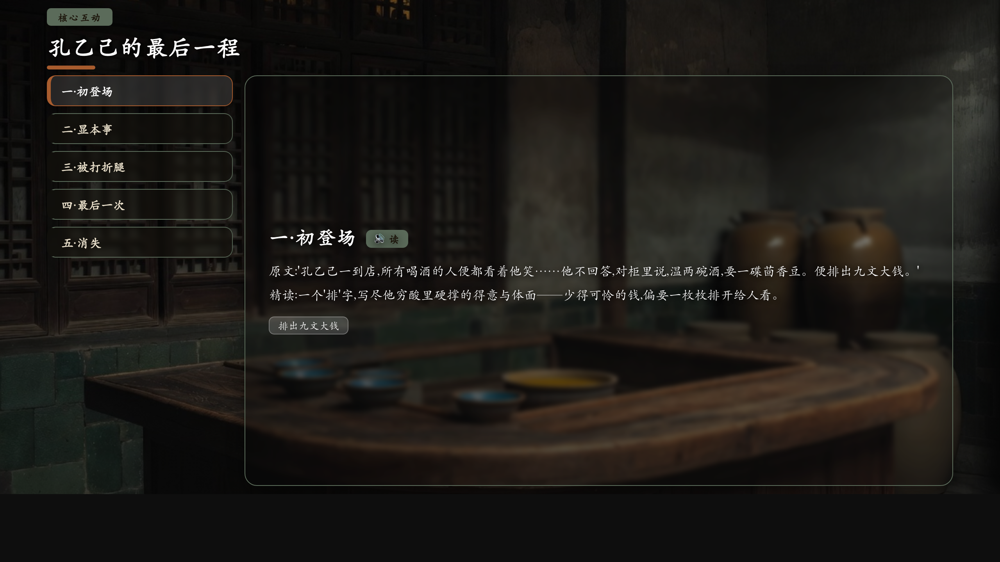 核心互动
孔乙己的最后一程
一·初登场
二·显本事
三·被打折腿
四·最后一次
五·消失
一·初登场
🔊 读
原文:'孔乙己一到店,所有喝酒的人便都看着他笑……他不回答,对柜里说,温两碗酒,要一碟茴香豆。便排出九文大钱。'
精读:一个'排'字,写尽他穷酸里硬撑的得意与体面——少得可怜的钱,偏要一枚枚排开给人看。
排出九文大钱